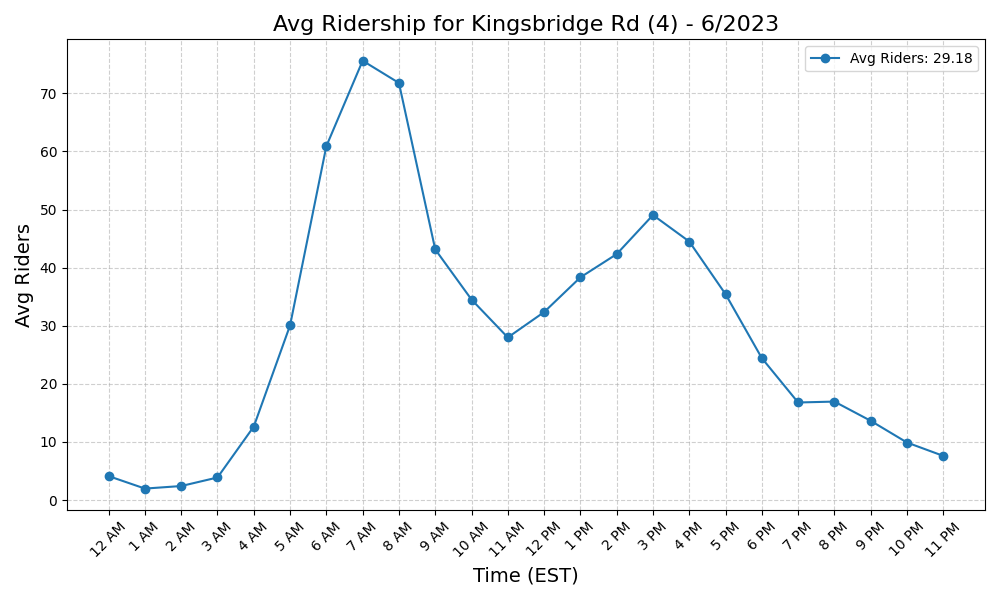 Avg Ridership for Kingsbridge Rd (4) - 6/2023
Avg Riders: 29.18
Avg Riders
70
60
50
40
30
20
10
0
12 AM
1 AM
2 AM
3 AM
4 AM
5 AM
6 AM
7 AM
8 AM
9 AM
10 AM
11 AM
12 PM
1 PM
2 PM
3 PM
4 PM
5 PM
6 PM
7 PM
8 PM
9 PM
10 PM
11 PM
Time (EST)